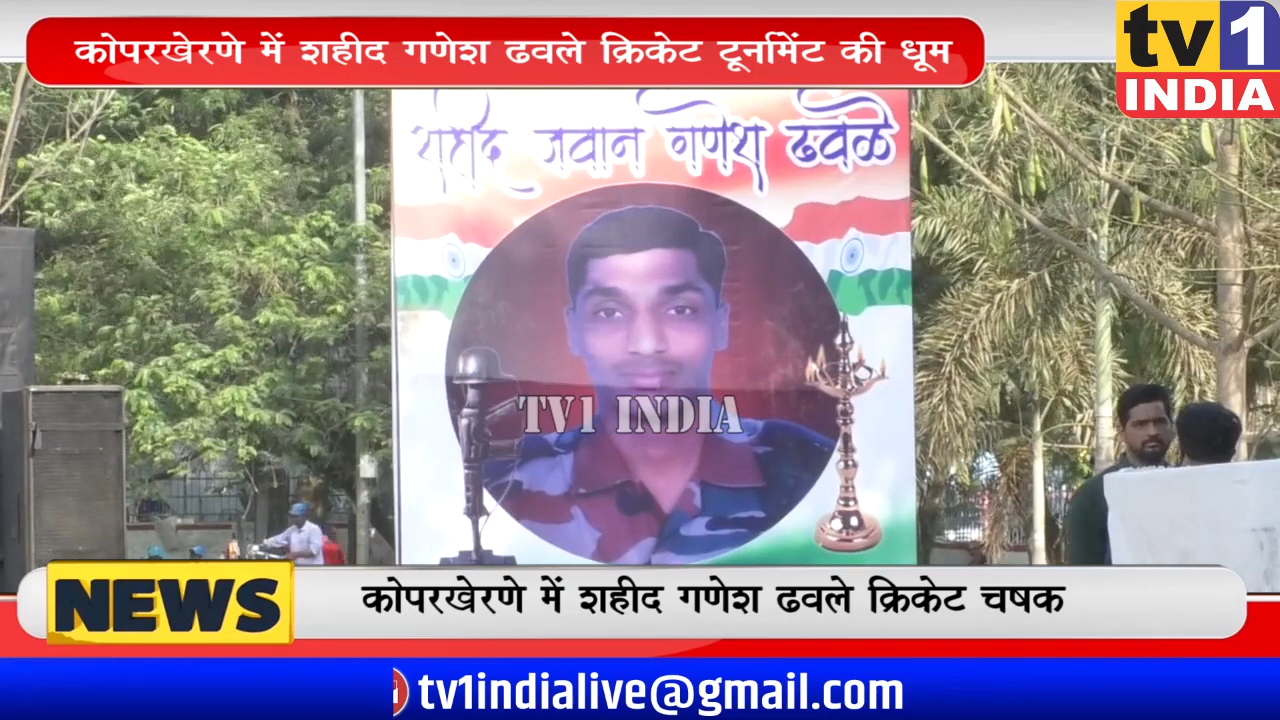 कोपरखेरणे में शहीद गणेश ढवले क्रिकेट टूर्नामेंट की धूम
tv1
INDIA
शहीद जवान गणेश ढवळे
TV1 INDIA
NEWS
कोपरखेरणे में शहीद गणेश ढवले क्रिकेट चषक
tv1indialive@gmail.com